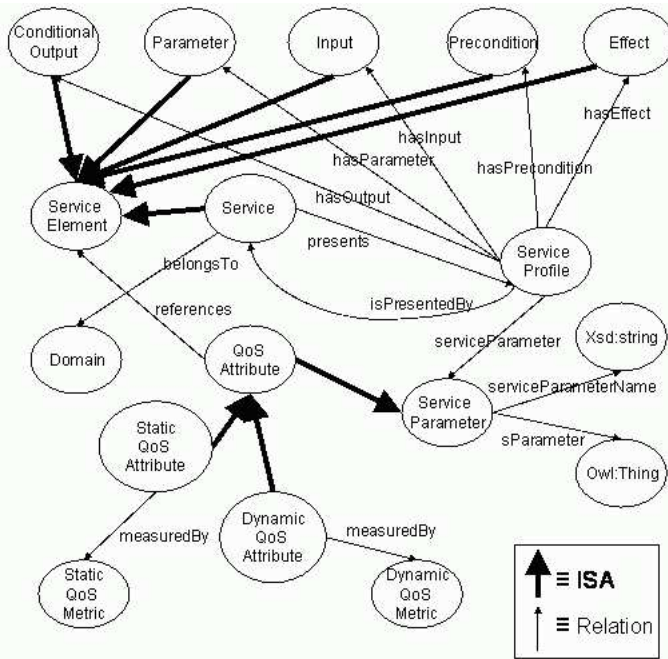 Conditional
Output
Parameter
Input
Precondition
Effect
hasInput
hasEffect
hasParameter
hasPrecondition
hasOutput
Service
Element
Service
presents
Service
Profile
belongsTo
isPresentedBy
references
serviceParameter
Xsd:string
Domain
QoS
Attribute
serviceParameterName
Service
Parameter
sParameter
Static
QoS
Attribute
Owl:Thing
Dynamic
QoS
Attribute
measuredBy
measuredBy
Static
QoS
Metric
Dynamic
QoS
Metric
≡ ISA
≡ Relation